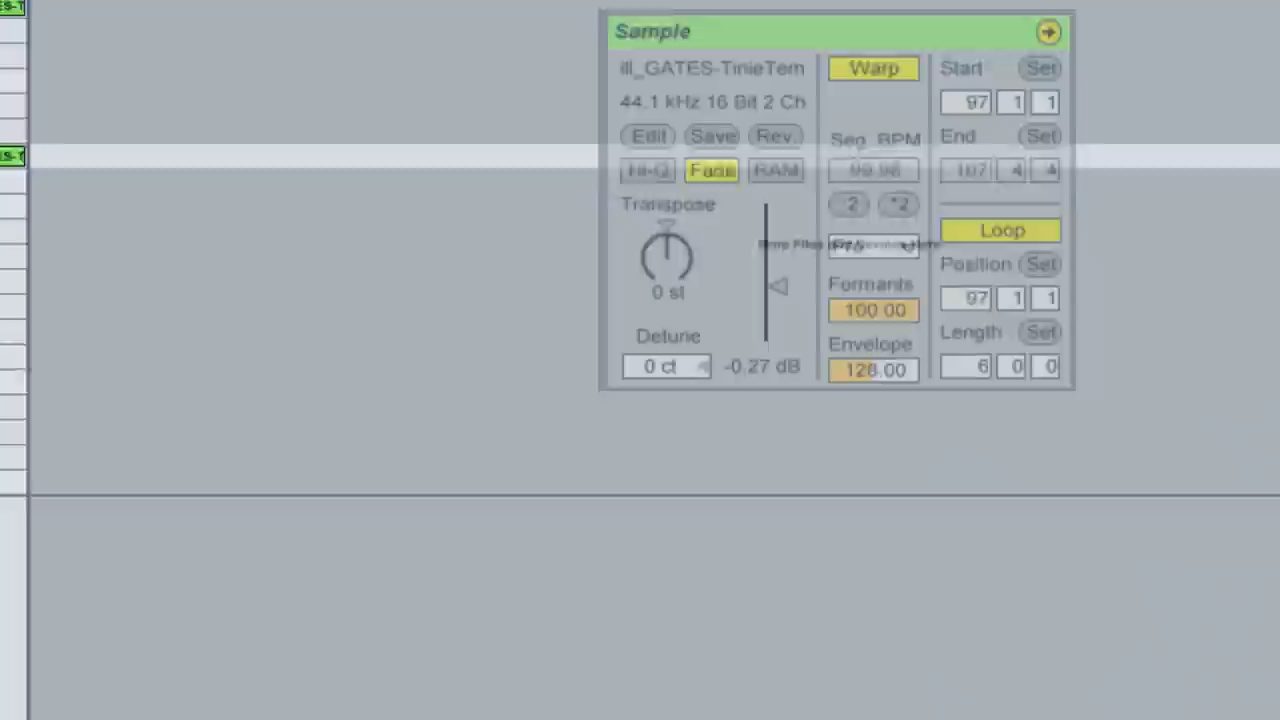 Sample
ill_GATES-TinieTem
44.1 kHz 16 Bit 2 Ch
Edit Save Rev.
Hi-Q Fade RAM
Transpose
0 st
Detune
0 ct -0.27 dB
Warp
Seg. BPM
99.98
:2 *2
Pro
Formants
100.00
Envelope
128.00
Start Set
97 1 1
End Set
107 4 4
Loop
Position Set
97 1 1
Length Set
6 0 0